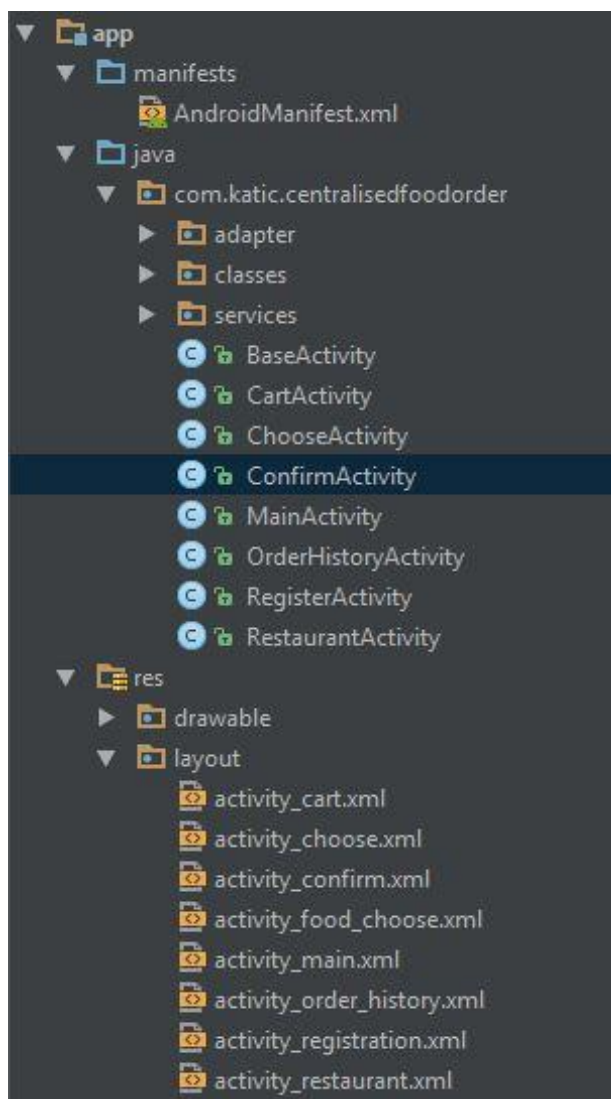 app
manifests
AndroidManifest.xml
java
com.katic.centralisedfoodorder
adapter
classes
services
BaseActivity
CartActivity
ChooseActivity
ConfirmActivity
MainActivity
OrderHistoryActivity
RegisterActivity
RestaurantActivity
res
drawable
layout
activity_cart.xml
activity_choose.xml
activity_confirm.xml
activity_food_choose.xml
activity_main.xml
activity_order_history.xml
activity_registration.xml
activity_restaurant.xml